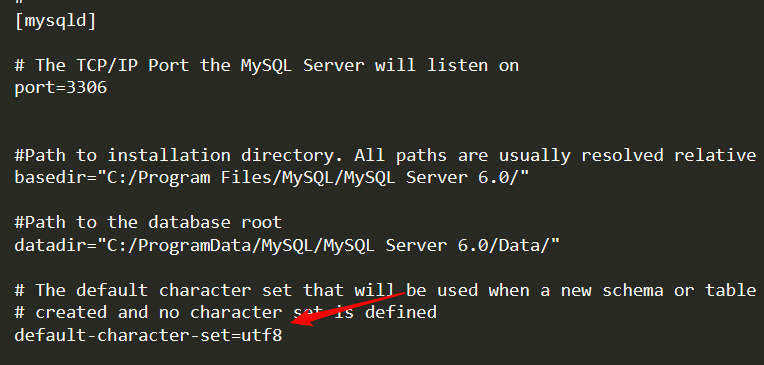 #
[mysqld]
# The TCP/IP Port the MySQL Server will listen on
port=3306
#Path to installation directory. All paths are usually resolved relative
basedir="C:/Program Files/MySQL/MySQL Server 6.0/"
#Path to the database root
datadir="C:/ProgramData/MySQL/MySQL Server 6.0/Data/"
# The default character set that will be used when a new schema or table
# created and no character set is defined
default-character-set=utf8